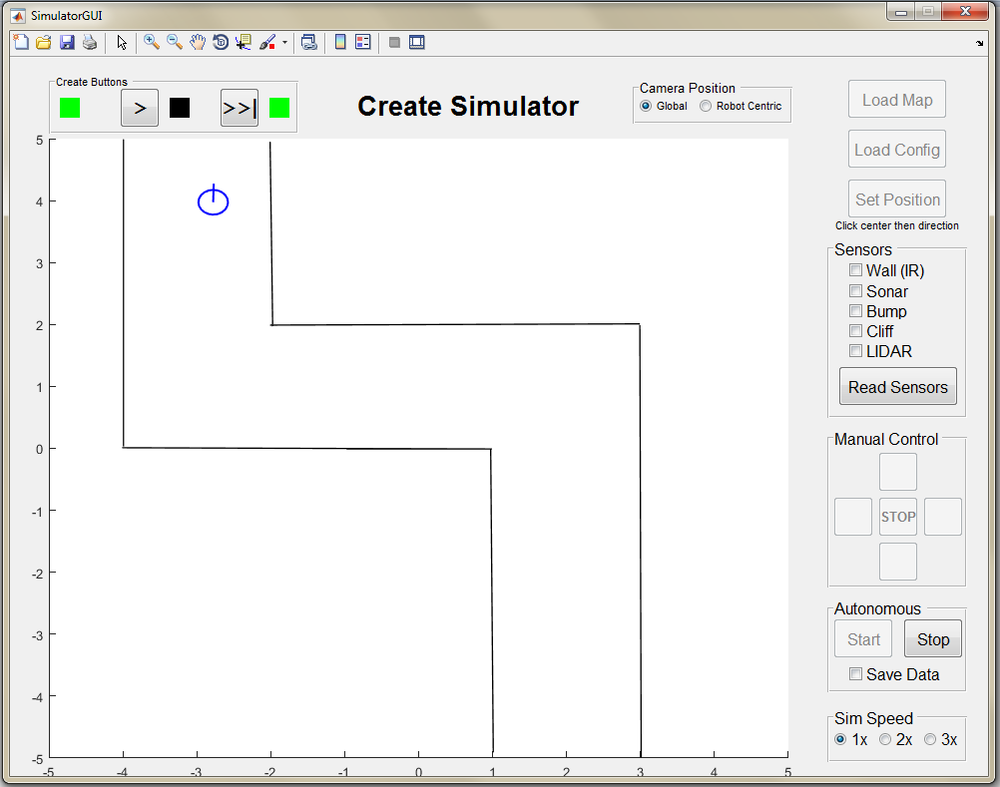 SimulatorGUI
Create Buttons
>
>>|
Create Simulator
Camera Position
Global
Robot Centric
Load Map
Load Config
Set Position
Click center then direction
Sensors
Wall (IR)
Sonar
Bump
Cliff
LIDAR
Read Sensors
Manual Control
STOP
Autonomous
Start
Stop
Save Data
Sim Speed
1x
2x
3x
5
4
3
2
1
0
-1
-2
-3
-4
-5
-5
-4
-3
-2
-1
0
1
2
3
4
5